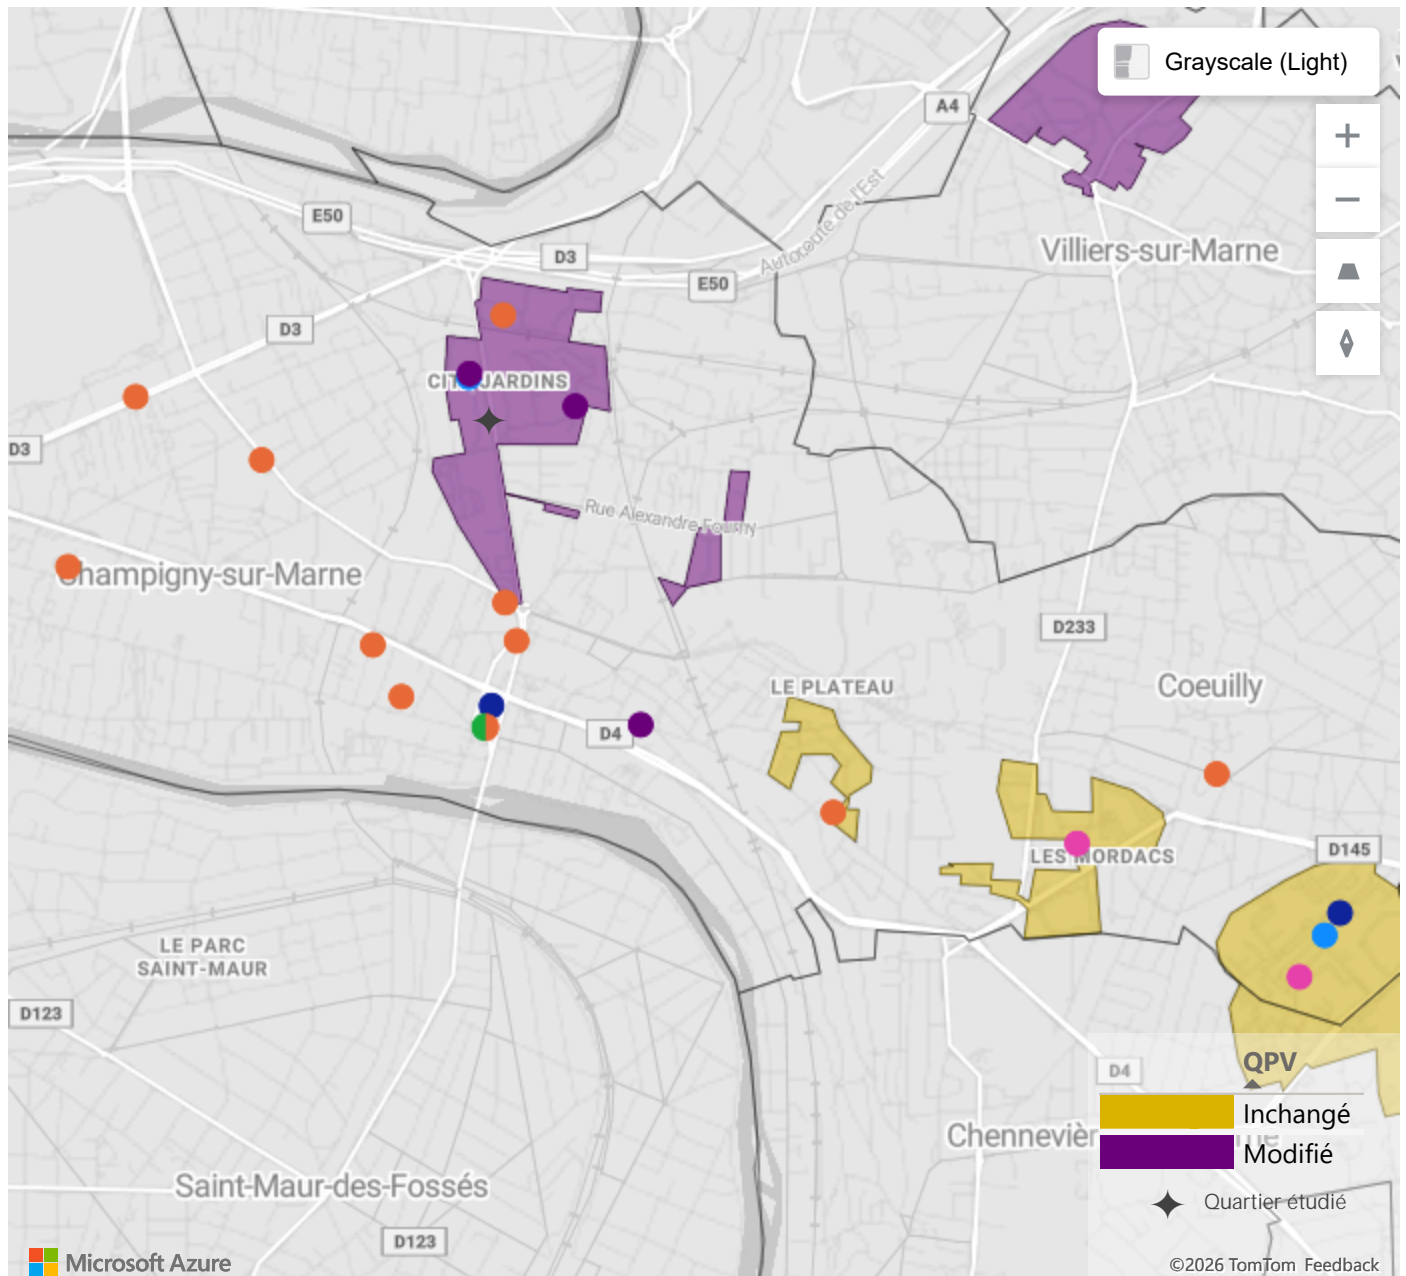 Grayscale (Light)
A4
E50
Autoroute de l'Est
Villiers-sur-Marne
D3
E50
D3
JARDINS
D3
Rue Alexandre Fourny
Champigny-sur-Marne
D233
LE PLATEAU
Coeuilly
D4
D145
LES MORDACS
LE PARC
SAINT-MAUR
D123
QPV
D4
Inchangé
Modifié
Quartier étudié
Saint-Maur-des-Fossés
D123
Microsoft Azure
©2026 TomTom Feedback